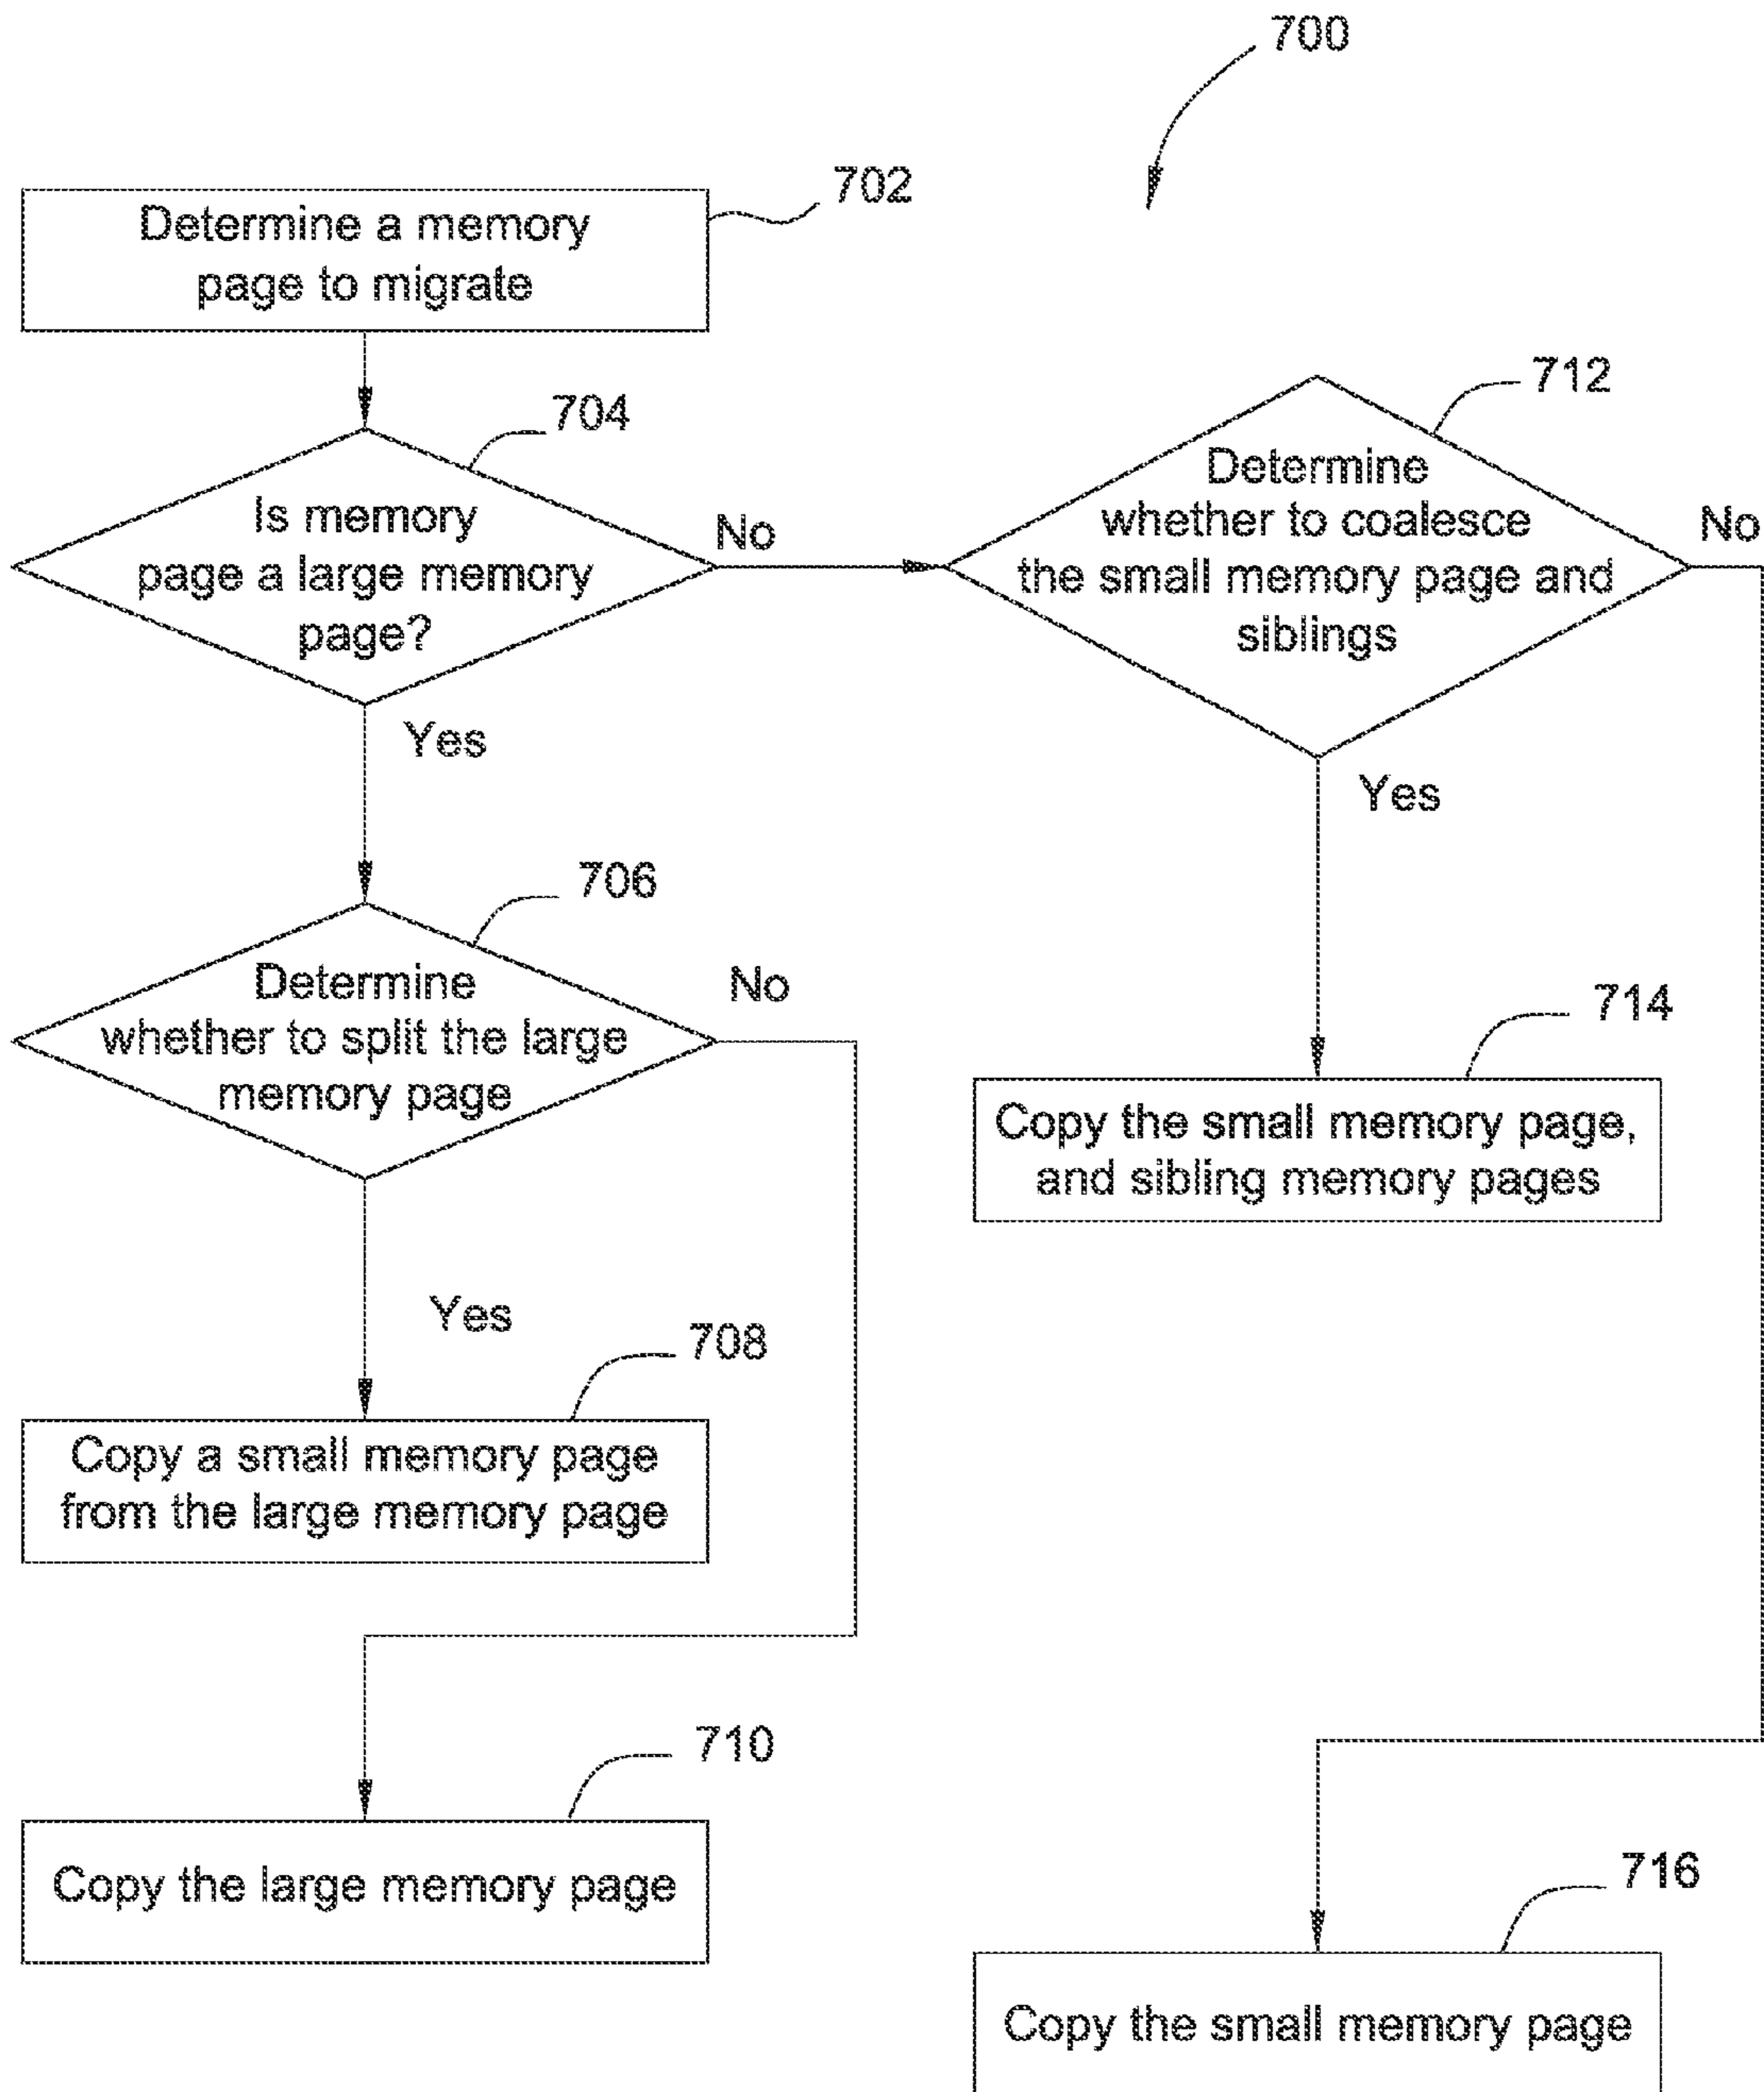 700
702
Determine a memory
page to migrate
704
Is memory
page a large memory
page?
No
Yes
712
Determine
whether to coalesce
the small memory page and
siblings
No
Yes
706
Determine
whether to split the large
memory page
No
Yes
714
Copy the small memory page,
and sibling memory pages
708
Copy a small memory page
from the large memory page
710
Copy the large memory page
716
Copy the small memory page